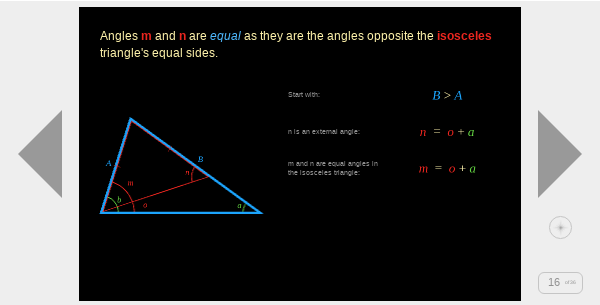 Angles m and n are equal as they are the angles opposite the isosceles
triangle's equal sides.
Start with:
B > A
n is an external angle:
n = o + a
m and n are equal angles in
the isosceles triangle:
m = o + a
A
B
m
n
b
o
a
16 of 36